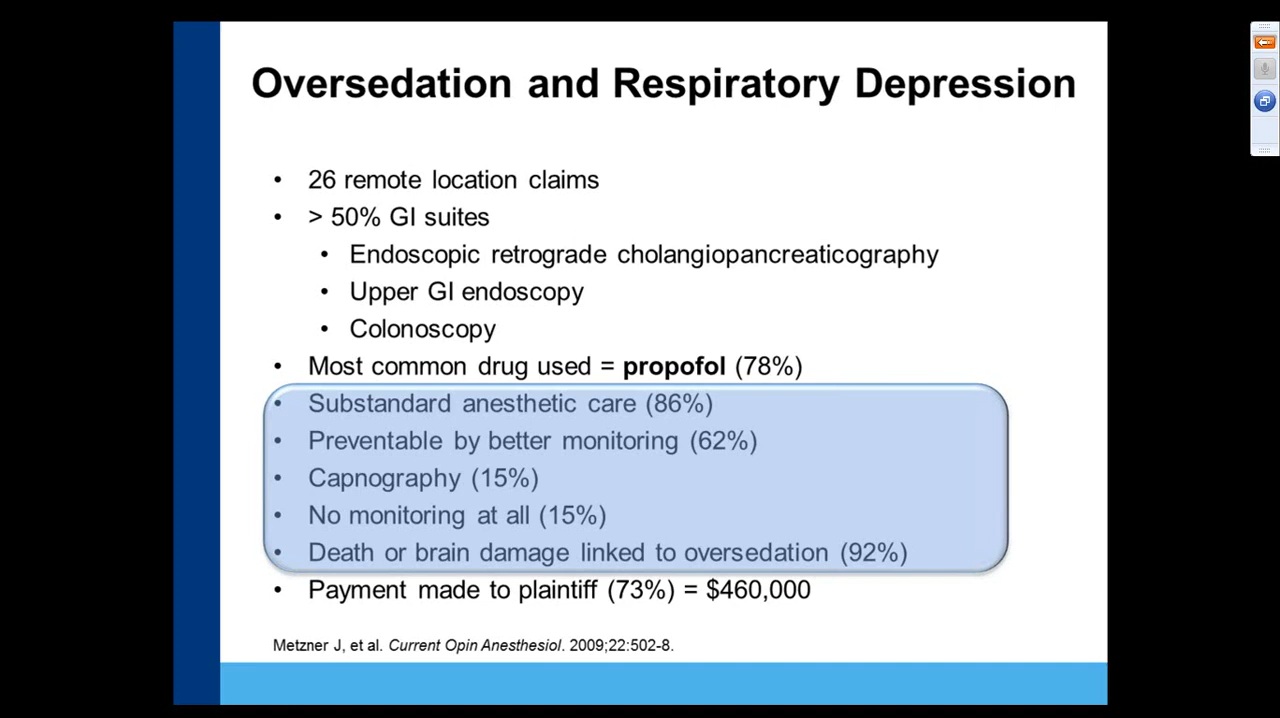 Oversedation and Respiratory Depression
• 26 remote location claims
• > 50% GI suites
• Endoscopic retrograde cholangiopancreaticography
• Upper GI endoscopy
• Colonoscopy
• Most common drug used = propofol (78%)
• Substandard anesthetic care (86%)
• Preventable by better monitoring (62%)
• Capnography (15%)
• No monitoring at all (15%)
• Death or brain damage linked to oversedation (92%)
• Payment made to plaintiff (73%) = $460,000
Metzner J, et al. Current Opin Anesthesiol. 2009;22:502-8.